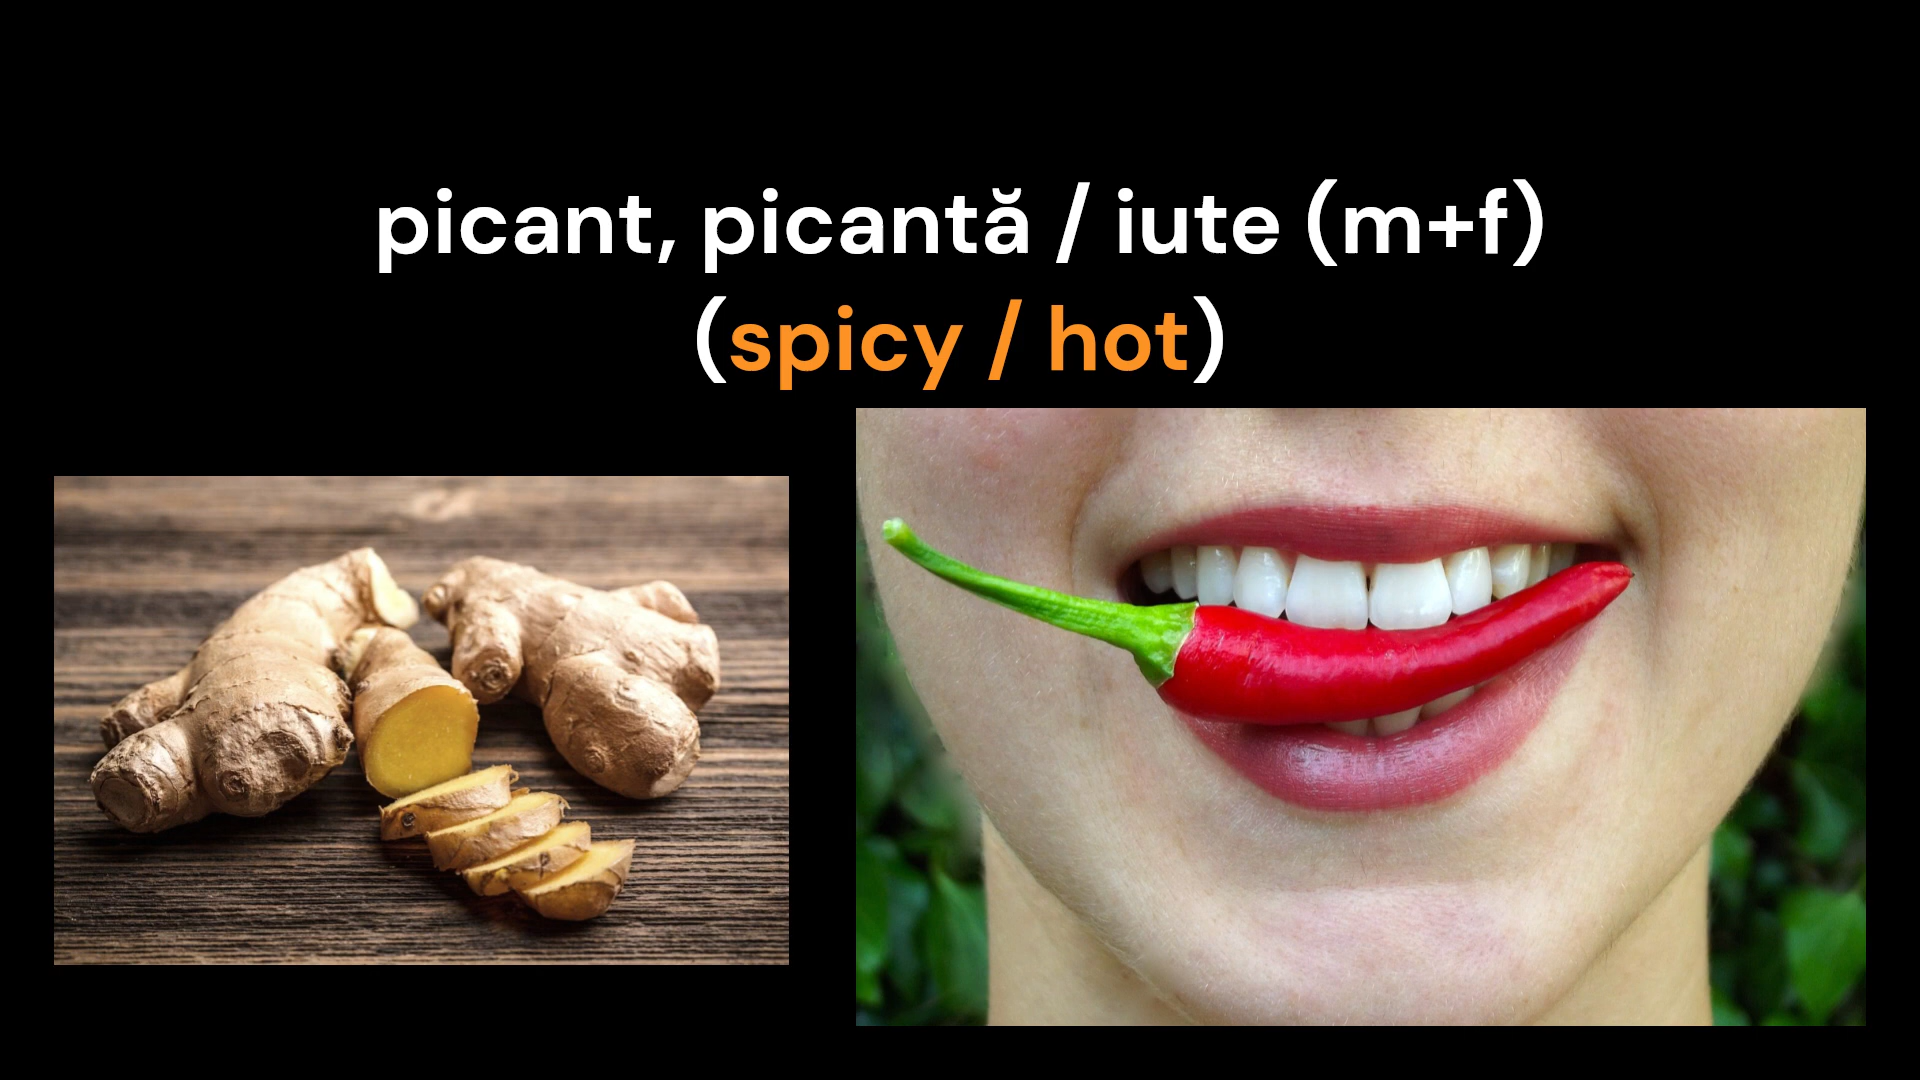 picant, picantă / iute (m+f)
(spicy / hot)